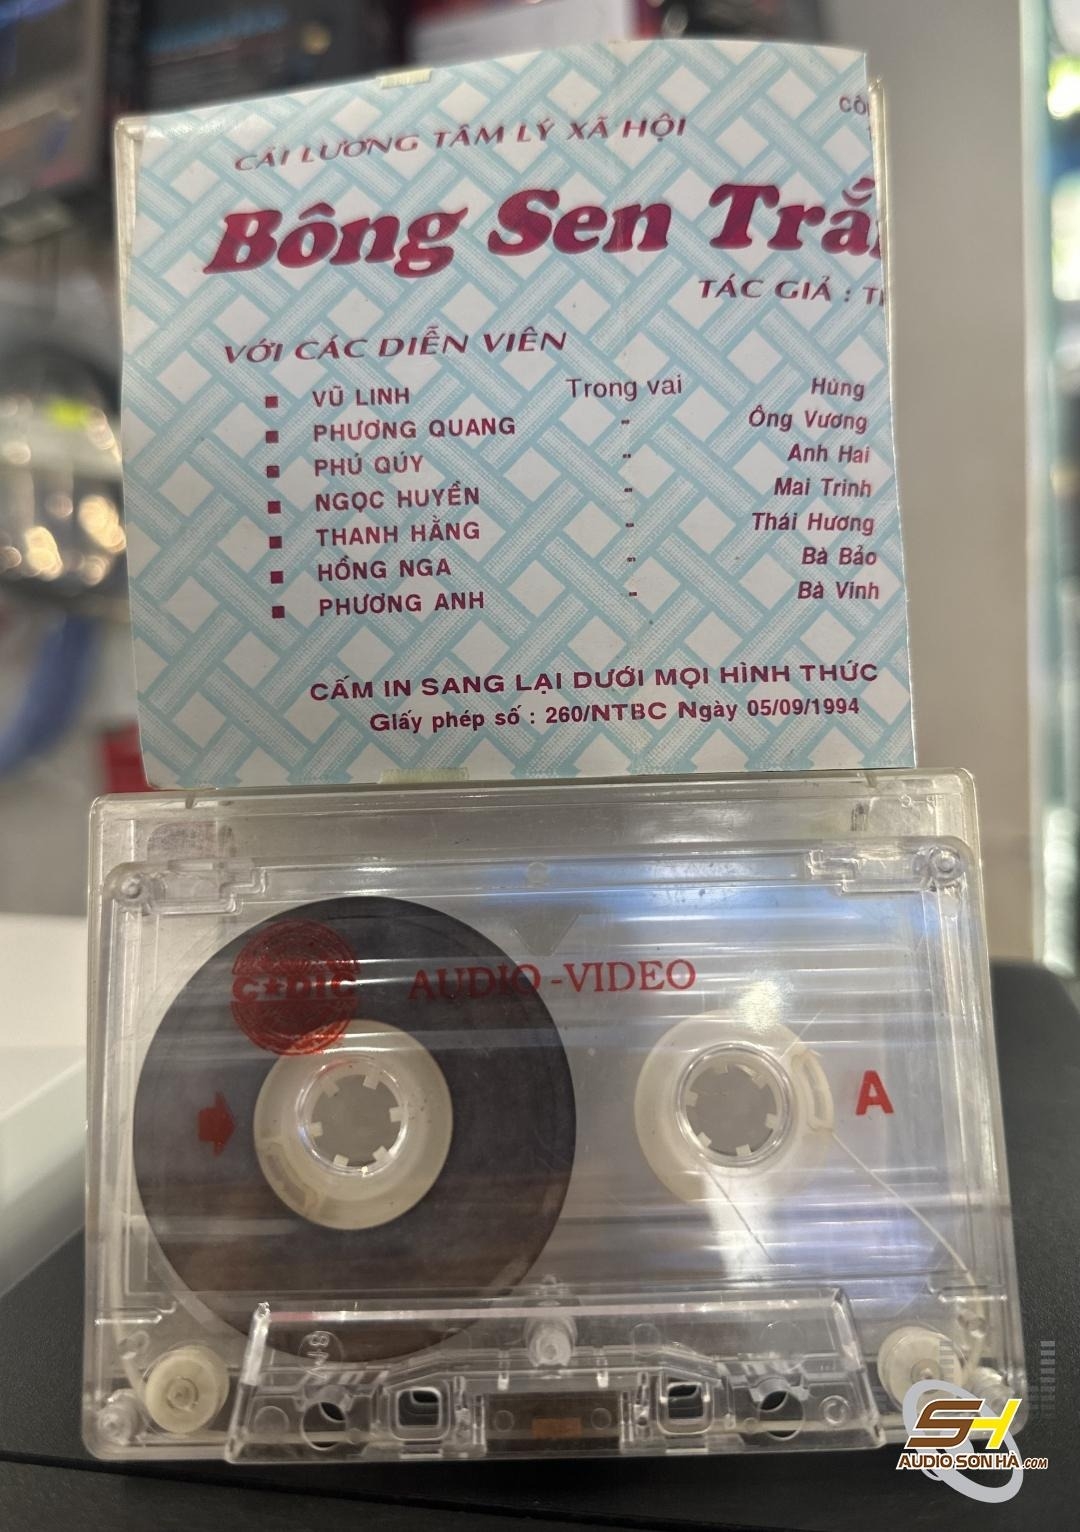 CẢI LƯƠNG TÂM LÝ XÃ HỘI
Bông Sen
TÁC GIẢ :
VỚI CÁC DIỄN VIÊN
VŨ LINH Trong vai Hùng
PHƯƠNG QUANG " Ông Vương
PHÚ QÚY " Anh Hai
NGỌC HUYỀN " Mai Trinh
THANH HẰNG " Thái Hương
HỒNG NGA " Bà Bảo
PHƯƠNG ANH " Bà Vinh
CẤM IN SANG LẠI DƯỚI MỌI HÌNH THỨC
Giấy phép số : 260/NTBC Ngày 05/09/1994
AUDIO-VIDEO
A
SH
AUDIO SON HÀ.COM